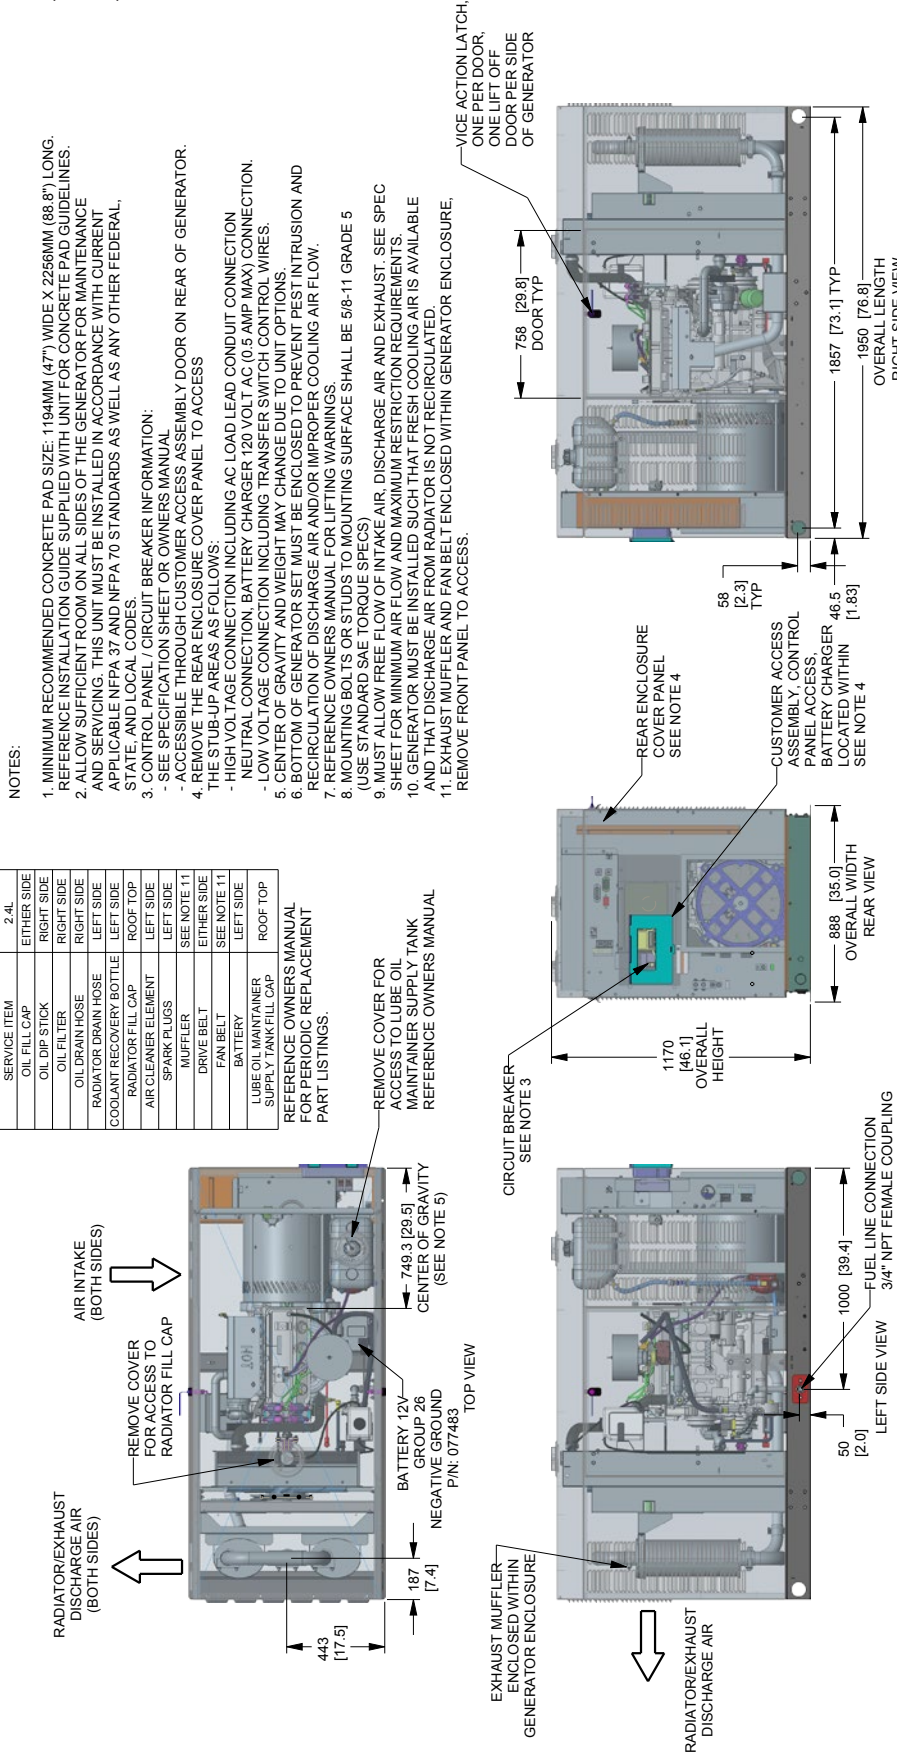 NOTES:
1. MINIMUM RECOMMENDED CONCRETE PAD SIZE: 1194MM (47") WIDE X 2256MM (88.8") LONG.
REFERENCE INSTALLATION GUIDE SUPPLIED WITH UNIT FOR CONCRETE PAD GUIDELINES.
2. ALLOW SUFFICIENT ROOM ON ALL SIDES OF THE GENERATOR FOR MAINTENANCE
AND SERVICING. THIS UNIT MUST BE INSTALLED IN ACCORDANCE WITH CURRENT
APPLICABLE NFPA 37 AND NFPA 70 STANDARDS AS WELL AS ANY OTHER FEDERAL,
STATE, AND LOCAL CODES.
3. CONTROL PANEL / CIRCUIT BREAKER INFORMATION:
- SEE SPECIFICATION SHEET OR OWNERS MANUAL
- ACCESSIBLE THROUGH CUSTOMER ACCESS ASSEMBLY DOOR ON REAR OF GENERATOR.
4. REMOVE THE REAR ENCLOSURE COVER PANEL TO ACCESS
THE STUB-UP AREAS AS FOLLOWS:
- HIGH VOLTAGE CONNECTION INCLUDING AC LOAD LEAD CONDUIT CONNECTION
NEUTRAL CONNECTION, BATTERY CHARGER 120 VOLT AC (0.5 AMP MAX) CONNECTION.
- LOW VOLTAGE CONNECTION INCLUDING TRANSFER SWITCH CONTROL WIRES.
5. CENTER OF GRAVITY AND WEIGHT MAY CHANGE DUE TO UNIT OPTIONS.
6. BOTTOM OF GENERATOR SET MUST BE ENCLOSED TO PREVENT PEST INTRUSION AND
RECIRCULATION OF DISCHARGE AIR AND/OR IMPROPER COOLING AIR FLOW.
7. REFERENCE OWNERS MANUAL FOR LIFTING WARNINGS.
8. MOUNTING BOLTS OR STUDS TO MOUNTING SURFACE SHALL BE 5/8-11 GRADE 5
(USE STANDARD SAE TORQUE SPECS)
9. MUST ALLOW FREE FLOW OF INTAKE AIR, DISCHARGE AIR AND EXHAUST. SEE SPEC
SHEET FOR MINIMUM AIR FLOW AND MAXIMUM RESTRICTION REQUIREMENTS.
10. GENERATOR MUST BE INSTALLED SUCH THAT FRESH COOLING AIR IS AVAILABLE
AND THAT DISCHARGE AIR FROM RADIATOR IS NOT RECIRCULATED.
11. EXHAUST MUFFLER AND FAN BELT ENCLOSED WITHIN GENERATOR ENCLOSURE,
REMOVE FRONT PANEL TO ACCESS.
SERVICE ITEM 2.4L
OIL FILL CAP EITHER SIDE
OIL DIP STICK RIGHT SIDE
OIL FILTER RIGHT SIDE
OIL DRAIN HOSE RIGHT SIDE
RADIATOR DRAIN HOSE LEFT SIDE
COOLANT RECOVERY BOTTLE LEFT SIDE
RADIATOR FILL CAP ROOF TOP
AIR CLEANER ELEMENT LEFT SIDE
SPARK PLUGS LEFT SIDE
MUFFLER SEE NOTE 11
DRIVE BELT EITHER SIDE
FAN BELT SEE NOTE 11
BATTERY LEFT SIDE
LUBE OIL MAINTAINER
SUPPLY TANK FILL CAP ROOF TOP
REFERENCE OWNERS MANUAL
FOR PERIODIC REPLACEMENT
PART LISTINGS.
RADIATOR/EXHAUST
DISCHARGE AIR
(BOTH SIDES)
AIR INTAKE
(BOTH SIDES)
REMOVE COVER
FOR ACCESS TO
RADIATOR FILL CAP
HOT
REMOVE COVER FOR
ACCESS TO LUBE OIL
MAINTAINER SUPPLY TANK
REFERENCE OWNERS MANUAL
749.3 [29.5]
CENTER OF GRAVITY
(SEE NOTE 5)
BATTERY 12V
GROUP 26
NEGATIVE GROUND
P/N: 077483
TOP VIEW
187
[7.4]
443
[17.5]
EXHAUST MUFFLER
ENCLOSED WITHIN
GENERATOR ENCLOSURE
RADIATOR/EXHAUST
DISCHARGE AIR
50
[2.0]
1000 [39.4]
FUEL LINE CONNECTION
3/4" NPT FEMALE COUPLING
LEFT SIDE VIEW
CIRCUIT BREAKER
SEE NOTE 3
1170
[46.1]
OVERALL
HEIGHT
888 [35.0]
OVERALL WIDTH
REAR VIEW
REAR ENCLOSURE
COVER PANEL
SEE NOTE 4
CUSTOMER ACCESS
ASSEMBLY, CONTROL
PANEL ACCESS,
BATTERY CHARGER
LOCATED WITHIN
SEE NOTE 4
VICE ACTION LATCH,
ONE PER DOOR,
ONE LIFT OFF
DOOR PER SIDE
OF GENERATOR
758 [29.8]
DOOR TYP
58
[2.3]
TYP
46.5
[1.83]
1857 [73.1] TYP
1950 [76.8]
OVERALL LENGTH
RIGHT SIDE VIEW